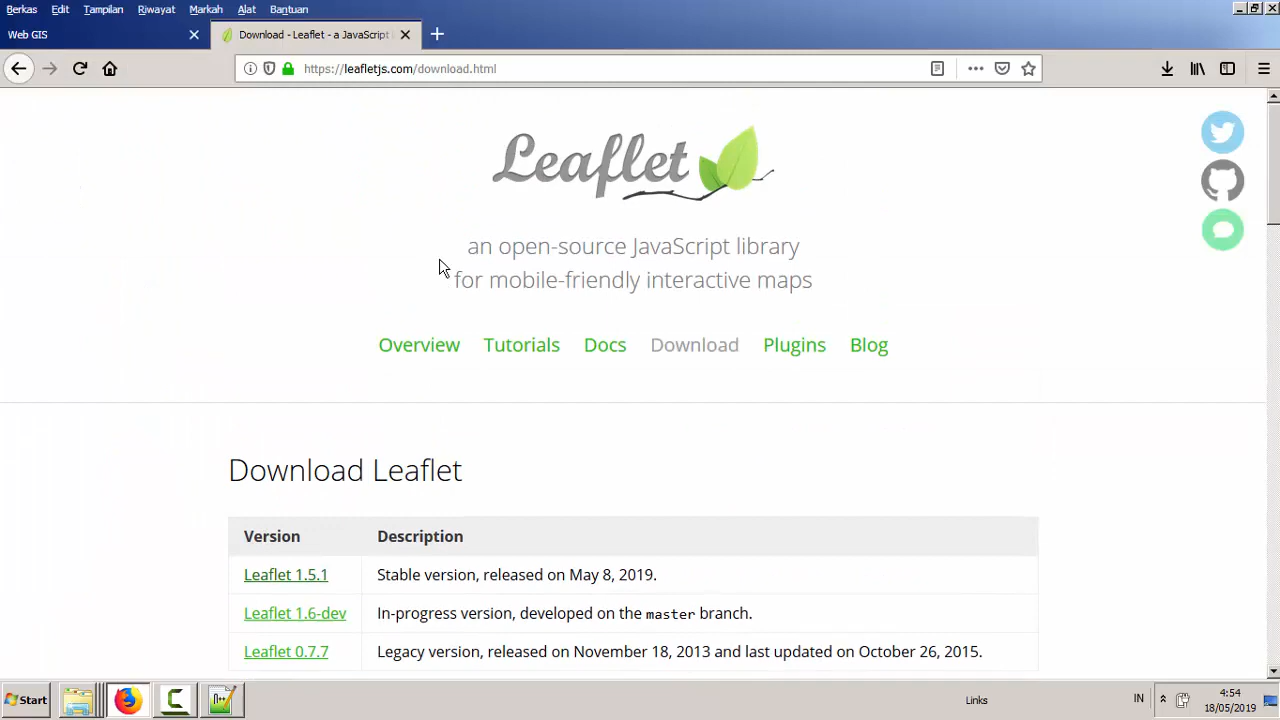 Berkas Edit Tampilan Riwayat Markah Alat Bantuan
Web GIS
Download - Leaflet - a JavaScript l
https://leafletjs.com/download.html
Leaflet
an open-source JavaScript library
for mobile-friendly interactive maps
Overview Tutorials Docs Download Plugins Blog
Download Leaflet
Version Description
Leaflet 1.5.1 Stable version, released on May 8, 2019.
Leaflet 1.6-dev In-progress version, developed on the master branch.
Leaflet 0.7.7 Legacy version, released on November 18, 2013 and last updated on October 26, 2015.
Start
Links
IN
4:54
18/05/2019